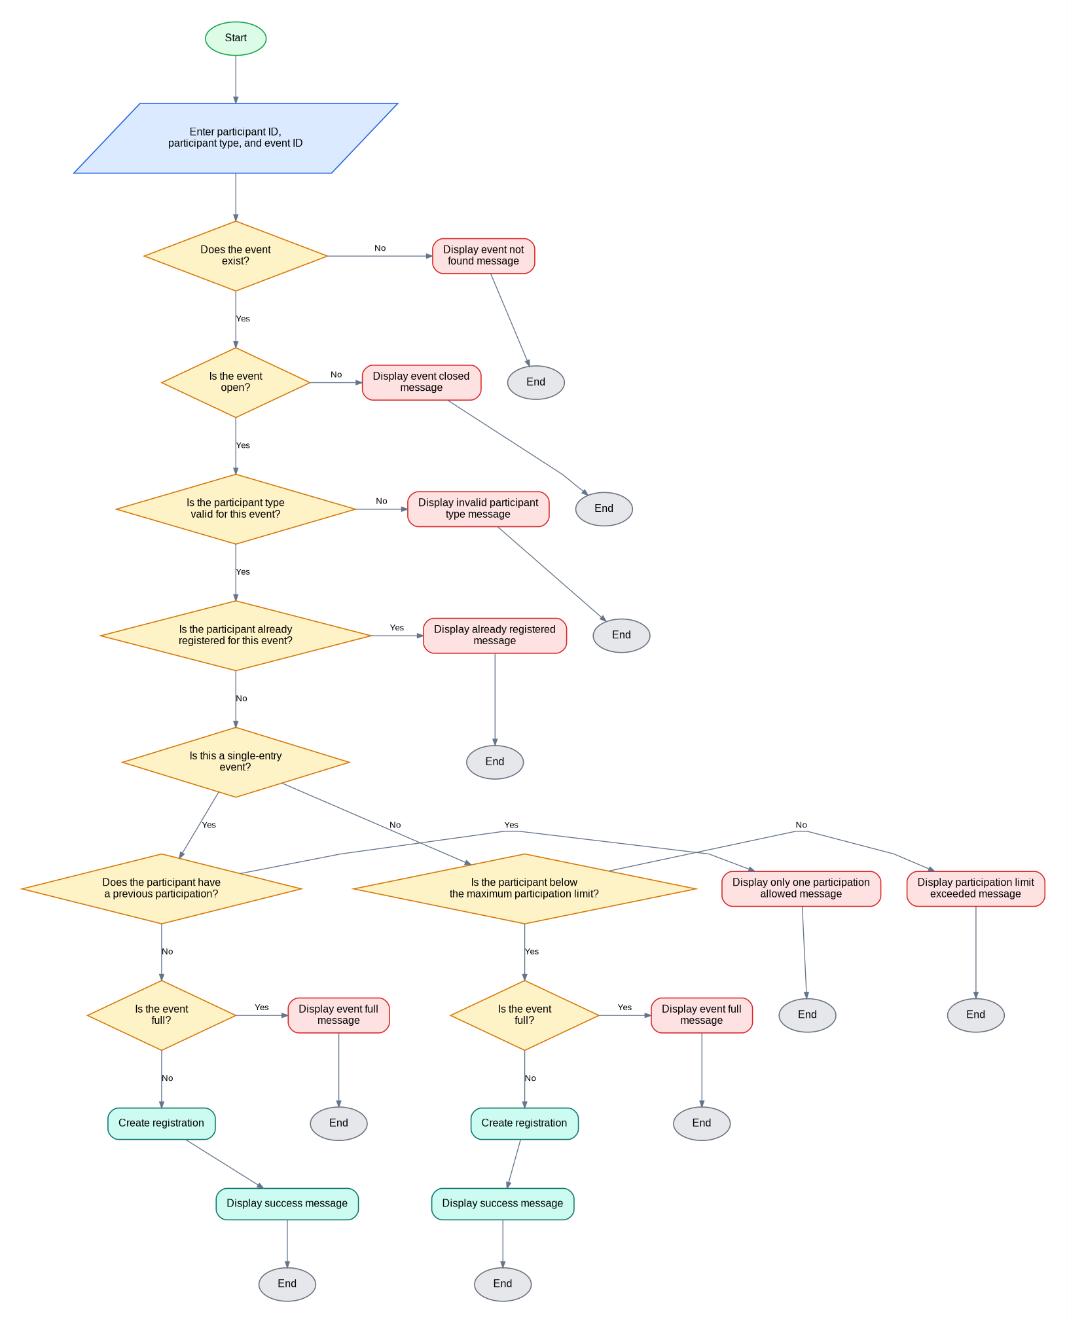 Start
Enter participant ID,
participant type, and event ID
Does the event
exist?
No
Display event not
found message
Yes
Is the event
open?
No
Display event closed
message
End
Yes
Is the participant type
valid for this event?
No
Display invalid participant
type message
End
Yes
Is the participant already
registered for this event?
Yes
Display already registered
message
End
No
Is this a single-entry
event?
End
Yes
No
Yes
No
Does the participant have
a previous participation?
Is the participant below
the maximum participation limit?
Display only one participation
allowed message
Display participation limit
exceeded message
No
Yes
Is the event
full?
Yes
Display event full
message
Is the event
full?
Yes
Display event full
message
End
End
No
No
Create registration
End
Create registration
End
Display success message
Display success message
End
End